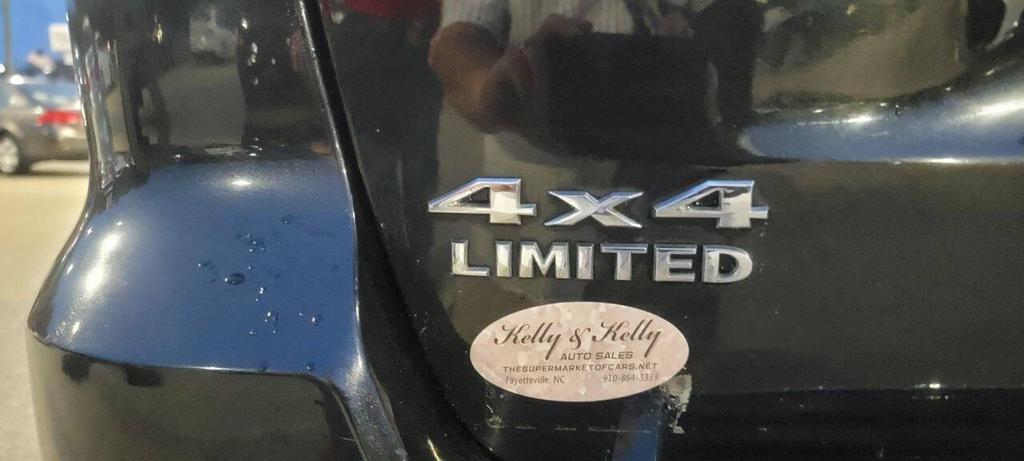 4x4
LIMITED
Kelly & Kelly
AUTO SALES
THESUPERMARKETOFCARS.NET
Fayetteville, NC 910-864-3339